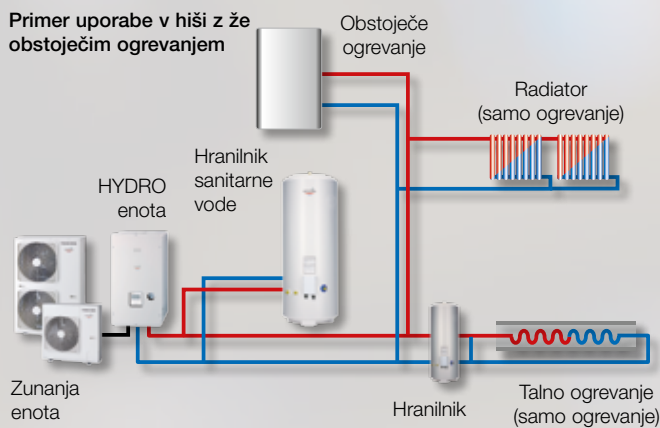 Primer uporabe v hiši z že
obstoječim ogrevanjem
Obstoječe
ogrevanje
Radiator
(samo ogrevanje)
Hranilnik
sanitarne
vode
HYDRO
enota
Zunanja
enota
Hranilnik
Talno ogrevanje
(samo ogrevanje)